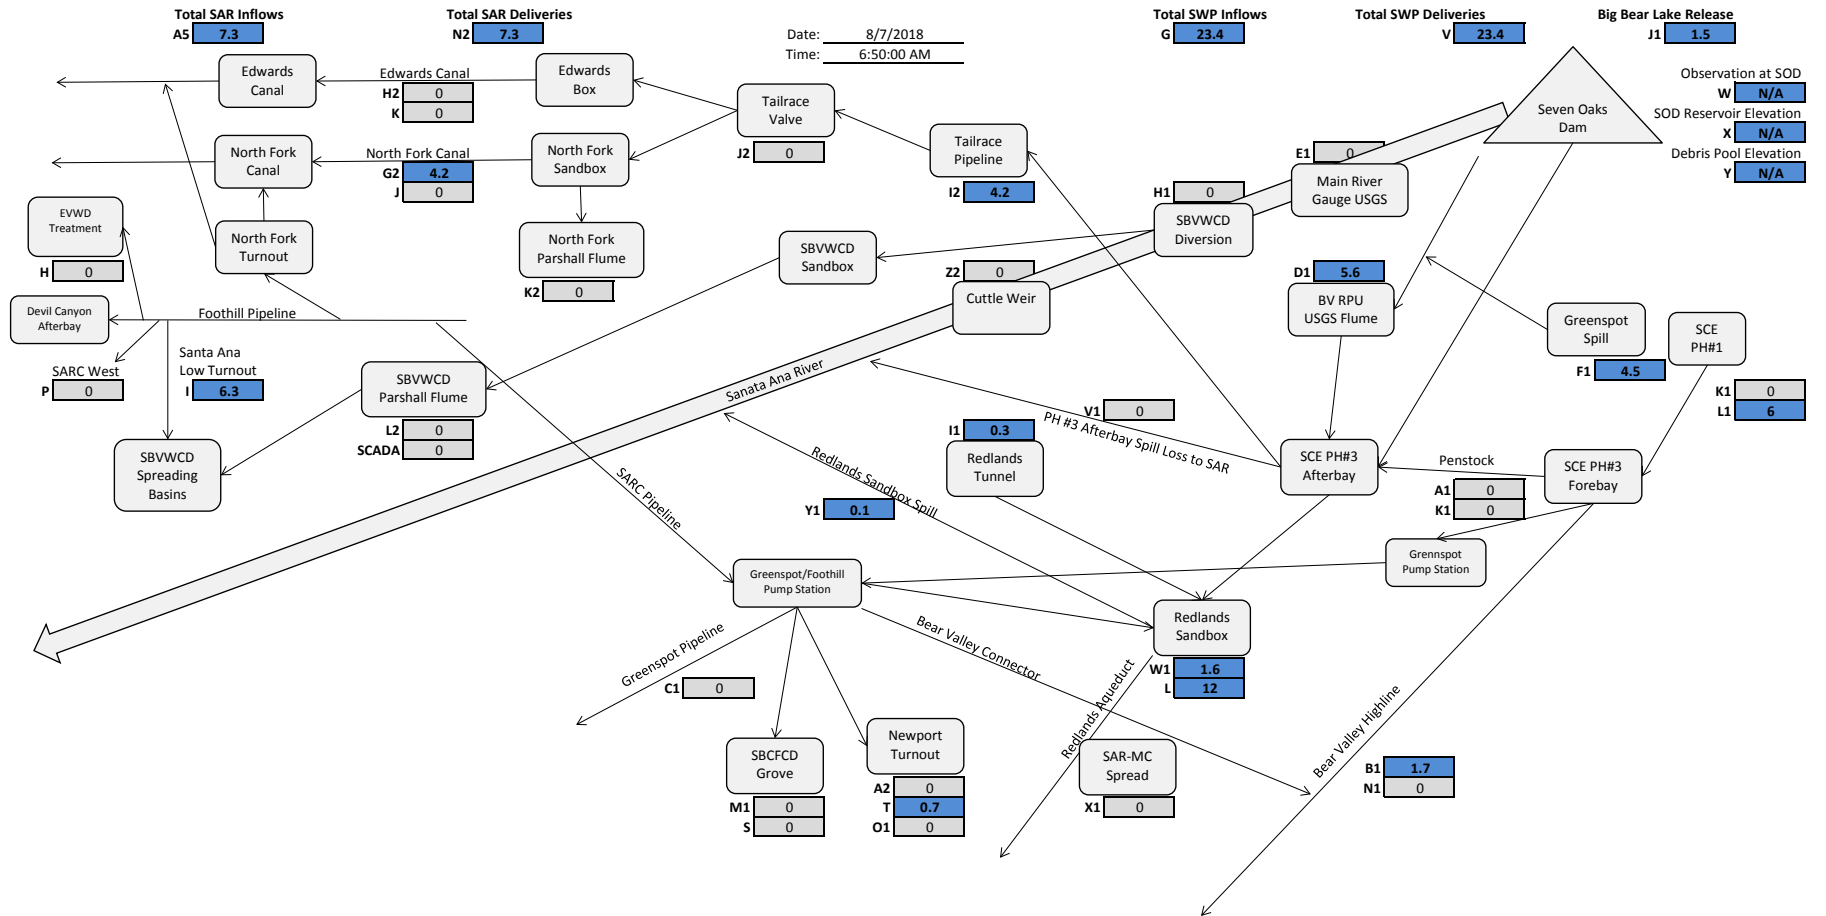 Total SAR Inflows
A5 7.3
Total SAR Deliveries
N2 7.3
Date: 8/7/2018
Time: 6:50:00 AM
Total SWP Inflows
G 23.4
Total SWP Deliveries
V 23.4
Big Bear Lake Release
J1 1.5
Observation at SOD
W N/A
SOD Reservoir Elevation
X N/A
Debris Pool Elevation
Y N/A
Seven Oaks
Dam
Edwards
Canal
Edwards Canal
H2 0
K 0
Edwards
Box
Tailrace
Valve
J2 0
Tailrace
Pipeline
I2 4.2
E1 0
Main River
Gauge USGS
H1 0
SBVWCD
Diversion
North Fork
Canal
North Fork Canal
G2 4.2
J 0
North Fork
Sandbox
EVWD
Treatment
H 0
North Fork
Turnout
North Fork
Parshall Flume
K2 0
SBVWCD
Sandbox
Z2 0
Cuttle Weir
D1 5.6
BV RPU
USGS Flume
Greenspot
Spill
F1 4.5
SCE
PH#1
K1 0
L1 6
Devil Canyon
Afterbay
Foothill Pipeline
SARC West
P 0
Santa Ana
Low Turnout
I 6.3
SBVWCD
Parshall Flume
L2 0
SCADA 0
Sanata Ana River
V1 0
PH #3 Afterbay Spill Loss to SAR
I1 0.3
Redlands
Tunnel
SCE PH#3
Afterbay
Penstock
A1 0
K1 0
SCE PH#3
Forebay
SBVWCD
Spreading
Basins
SARC Pipeline
Redlands Sandbox Spill
Y1 0.1
Grennspot
Pump Station
Greenspot/Foothill
Pump Station
Redlands
Sandbox
W1 1.6
L 12
Greenspot Pipeline
C1 0
Bear Valley Connector
Redlands Aqueduct
Bear Valley Highline
SBCFCD
Grove
M1 0
S 0
Newport
Turnout
A2 0
T 0.7
O1 0
SAR-MC
Spread
X1 0
B1 1.7
N1 0